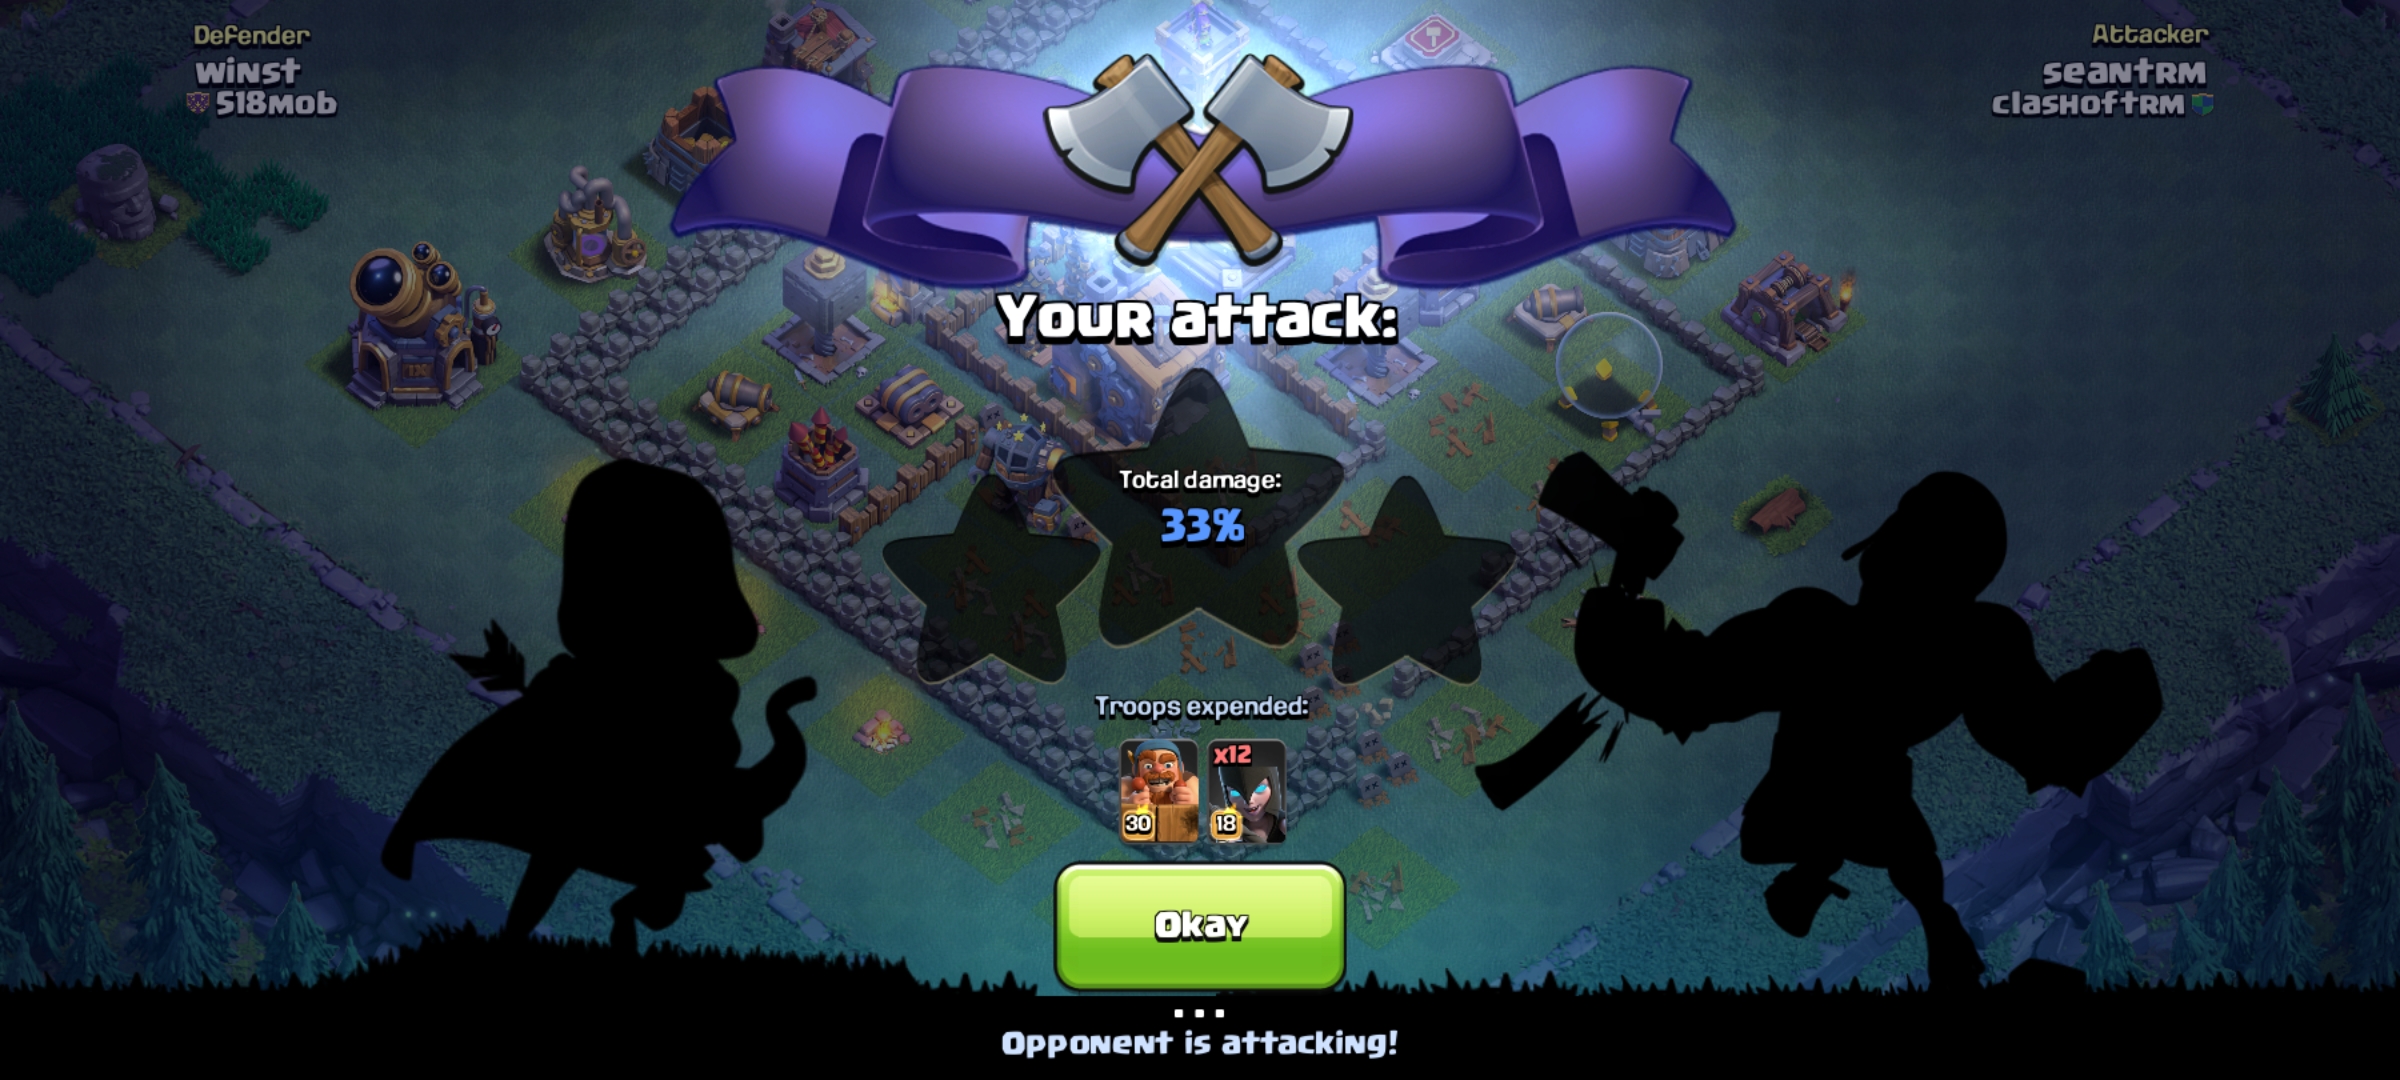 Defender
winst
518mob
Attacker
seantrm
clashoftrm
Your attack:
Total damage:
33%
Troops expended:
x12
30
18
Okay
...
Opponent is attacking!